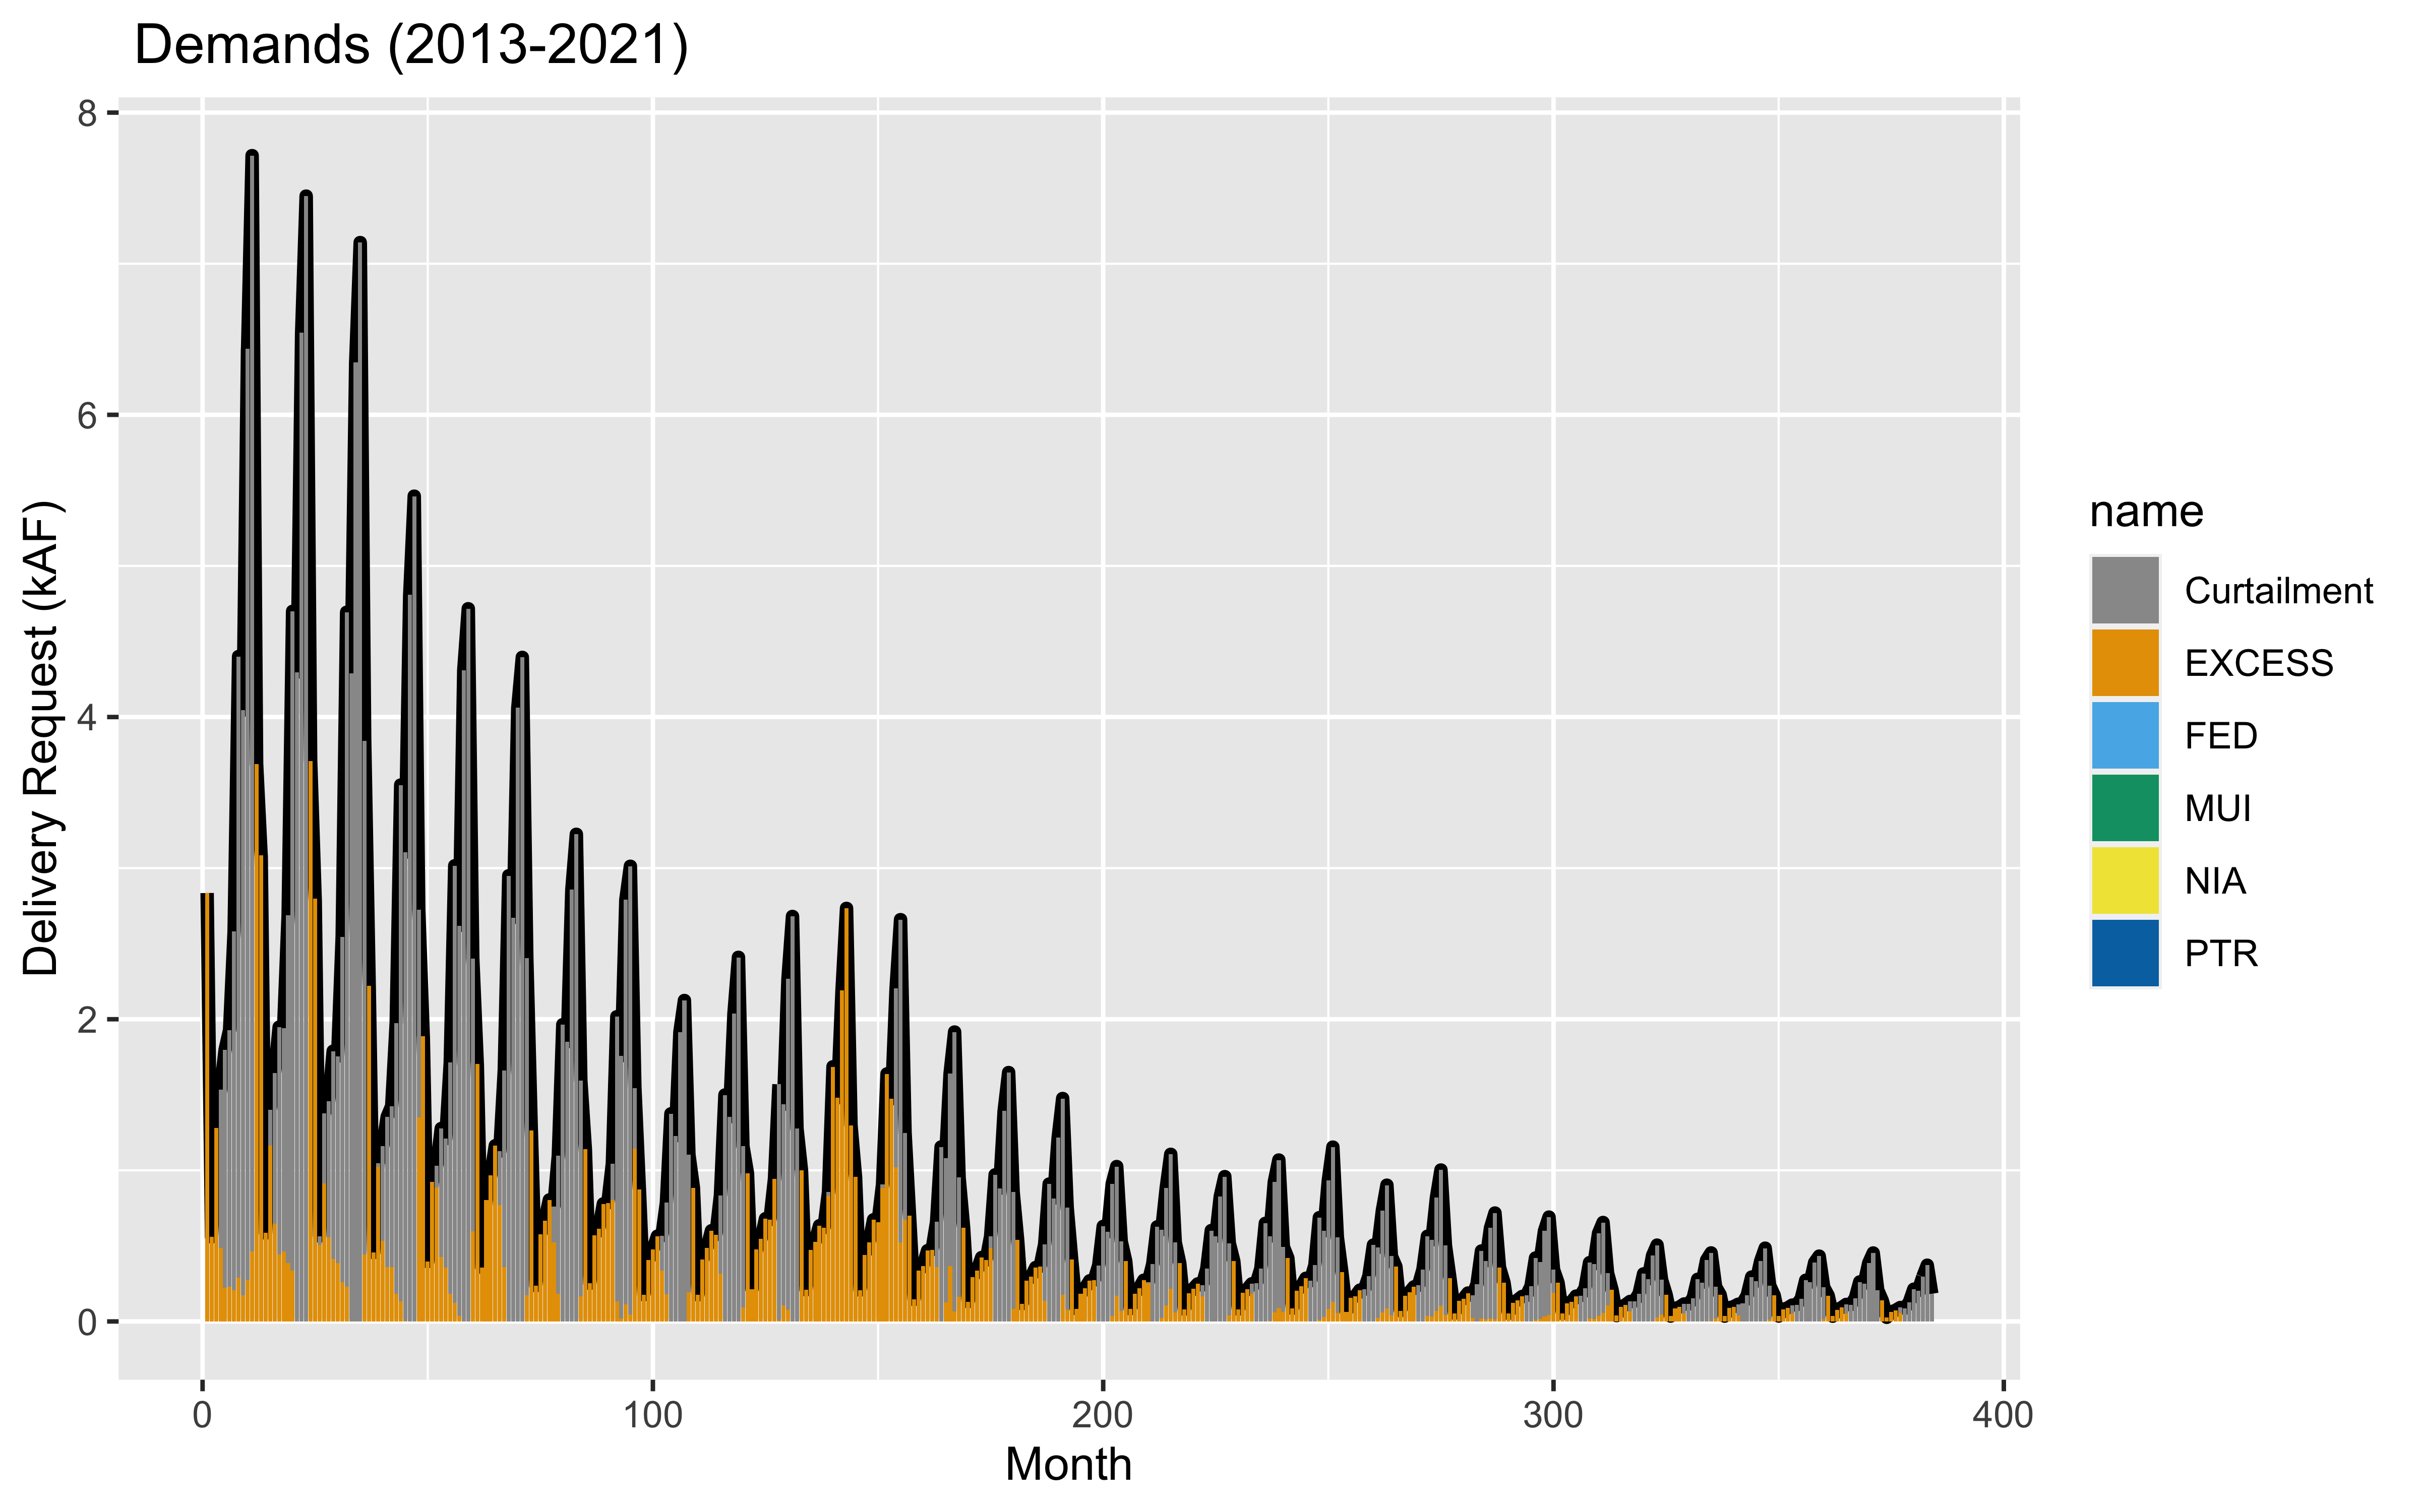 Demands (2013-2021)
Delivery Request (kAF)
8
6
4
2
0
0 100 200 300 400
Month
name
Curtailment
EXCESS
FED
MUI
NIA
PTR